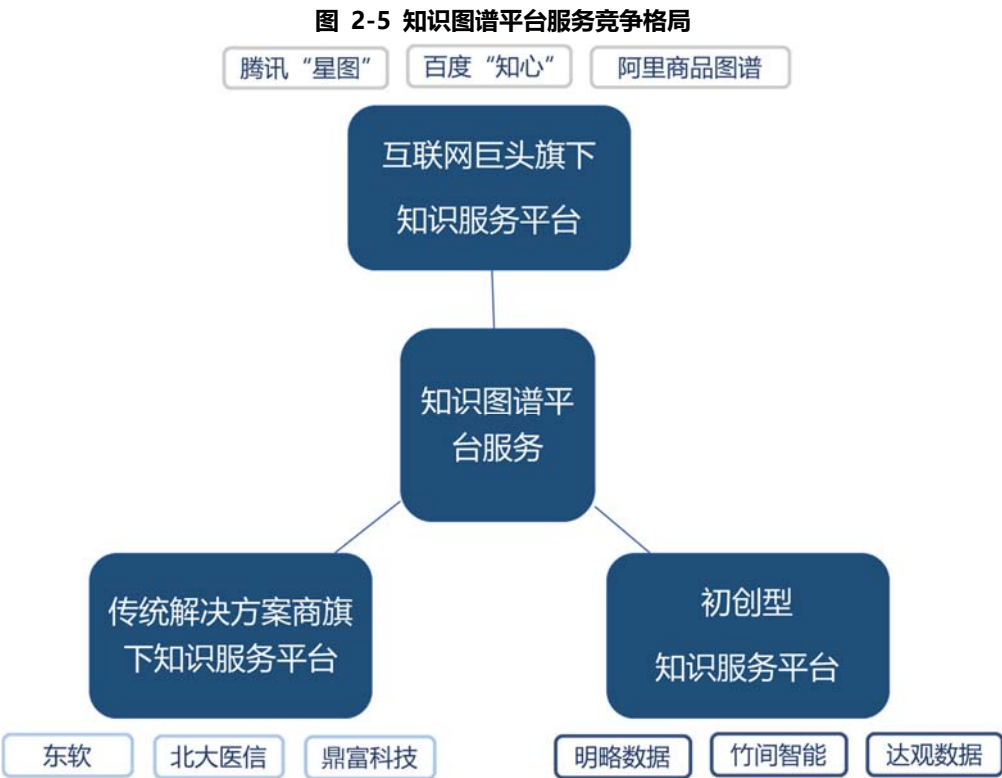 图 2-5 知识图谱平台服务竞争格局
腾讯“星图”
百度“知心”
阿里商品图谱
互联网巨头旗下
知识服务平台
知识图谱平
台服务
传统解决方案商旗
下知识服务平台
初创型
知识服务平台
东软
北大医信
鼎富科技
明略数据
竹间智能
达观数据